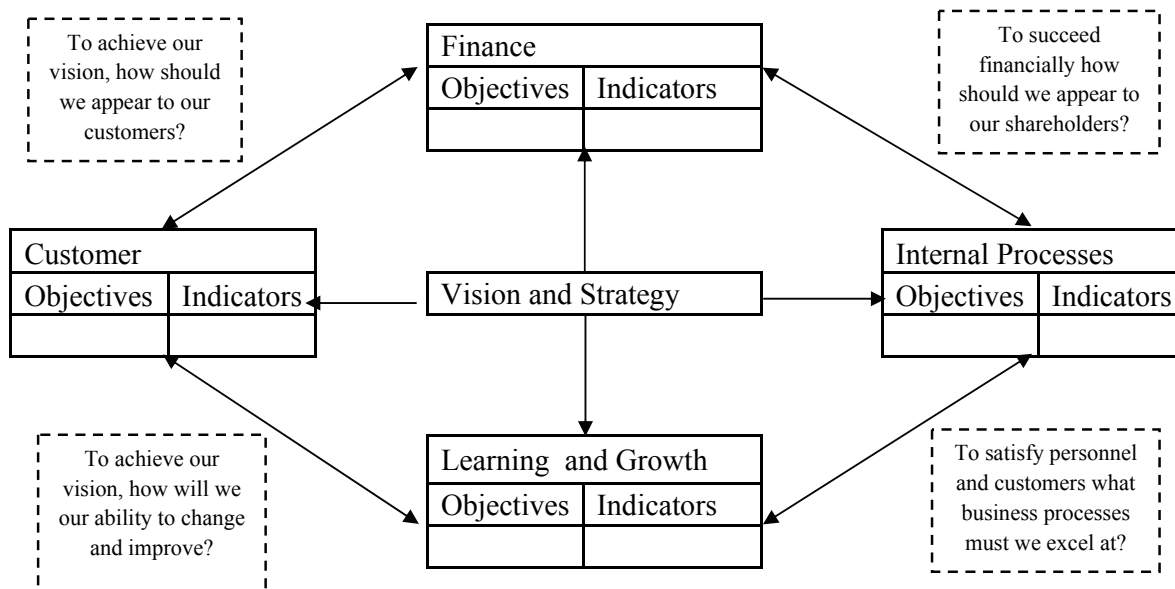 To achieve our
vision, how should
we appear to our
customers?
Finance
Objectives Indicators
To succeed
financially how
should we appear to
our shareholders?
Customer
Objectives Indicators
Vision and Strategy
Internal Processes
Objectives Indicators
To achieve our
vision, how will we
our ability to change
and improve?
Learning and Growth
Objectives Indicators
To satisfy personnel
and customers what
business processes
must we excel at?